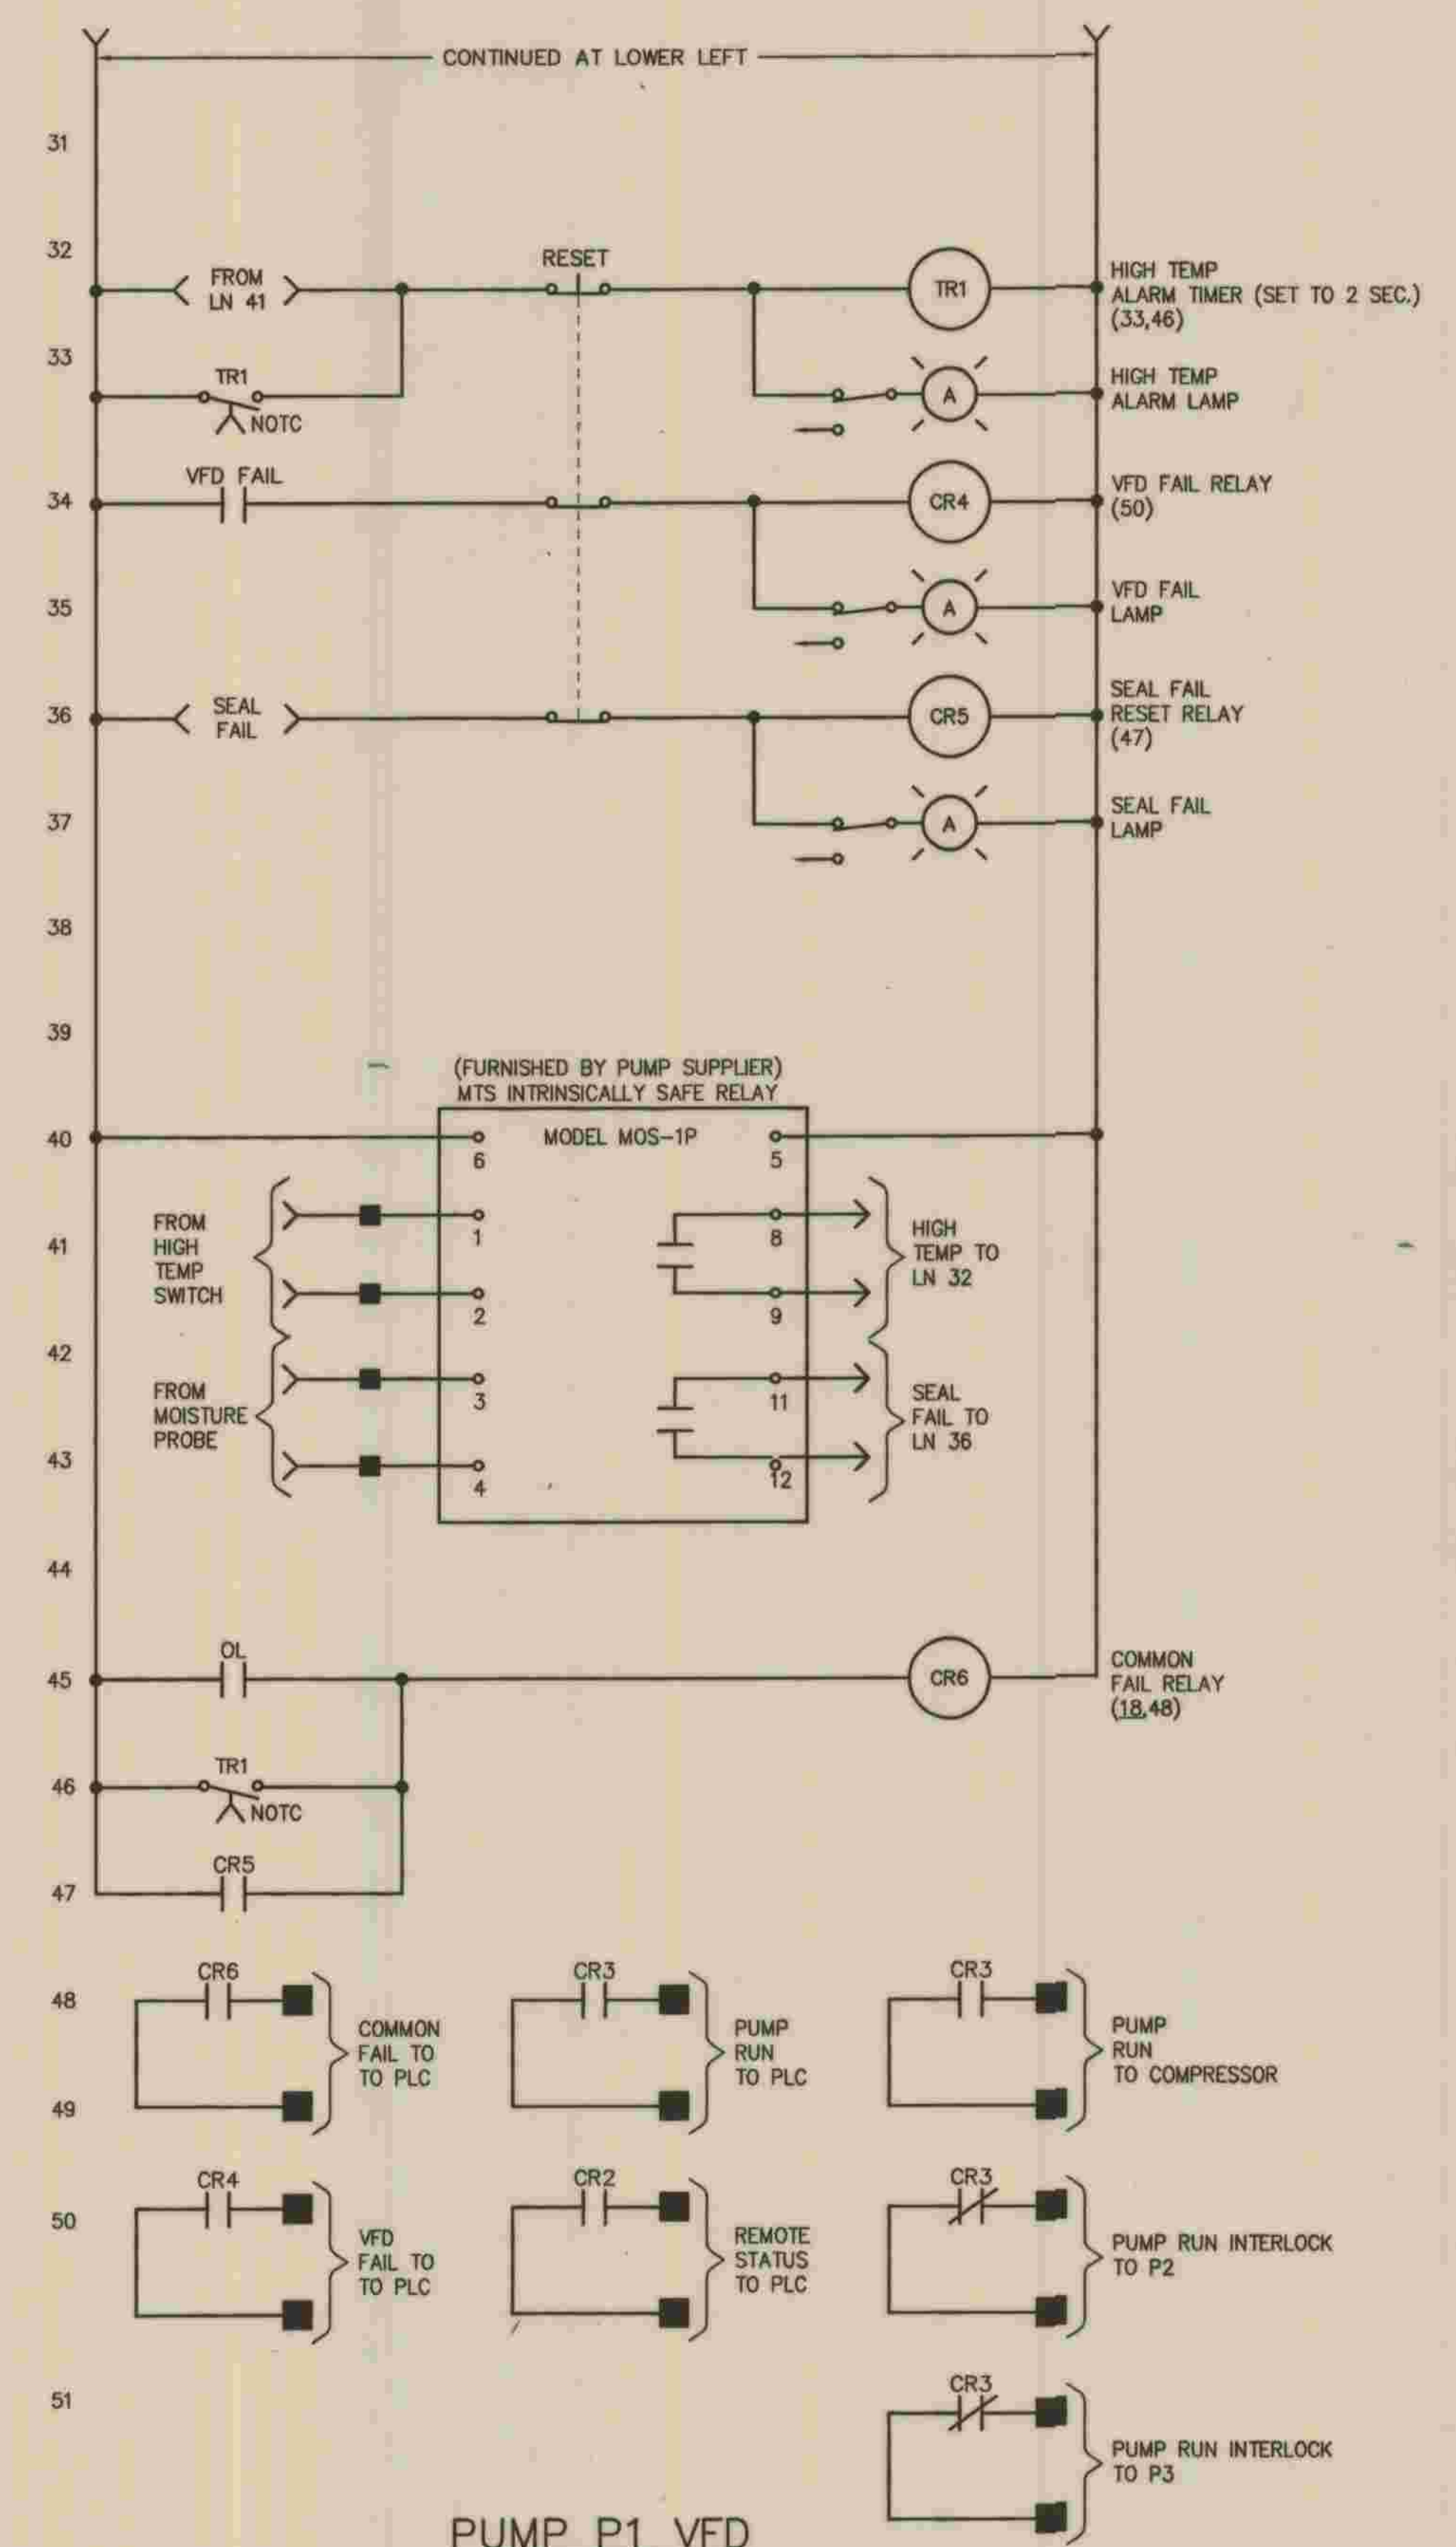 CONTINUED AT LOWER LEFT
31
32
RESET
FROM
LN 41
TR1
HIGH TEMP
ALARM TIMER (SET TO 2 SEC.)
(33,46)
33
TR1
NOTC
A
HIGH TEMP
ALARM LAMP
VFD FAIL
34
CR4
VFD FAIL RELAY
(50)
35
A
VFD FAIL
LAMP
36
SEAL
FAIL
CR5
SEAL FAIL
RESET RELAY
(47)
37
A
SEAL FAIL
LAMP
38
39
(FURNISHED BY PUMP SUPPLIER)
MTS INTRINSICALLY SAFE RELAY
40
MODEL MOS-1P
6
5
41
FROM
HIGH
TEMP
SWITCH
1
8
2
9
HIGH
TEMP TO
LN 32
42
FROM
MOISTURE
PROBE
3
11
43
4
12
SEAL
FAIL TO
LN 36
44
OL
45
CR6
COMMON
FAIL RELAY
(18,48)
46
TR1
NOTC
47
CR5
48
CR6
COMMON
FAIL TO
TO PLC
CR3
PUMP
RUN
TO PLC
CR3
PUMP
RUN
TO COMPRESSOR
49
50
CR4
VFD
FAIL TO
TO PLC
CR2
REMOTE
STATUS
TO PLC
CR3
PUMP RUN INTERLOCK
TO P2
51
CR3
PUMP RUN INTERLOCK
TO P3
PUMP P1 VFD